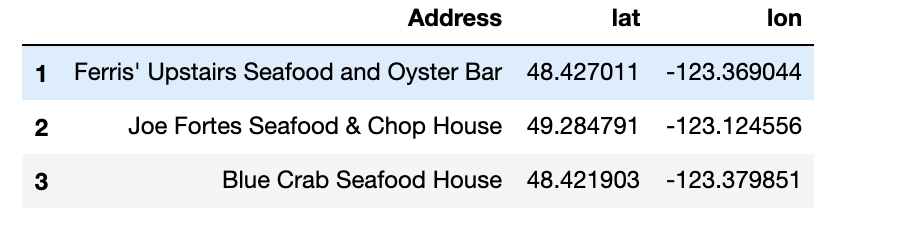 Address lat lon
1 Ferris' Upstairs Seafood and Oyster Bar 48.427011 -123.369044
2 Joe Fortes Seafood & Chop House 49.284791 -123.124556
3 Blue Crab Seafood House 48.421903 -123.379851